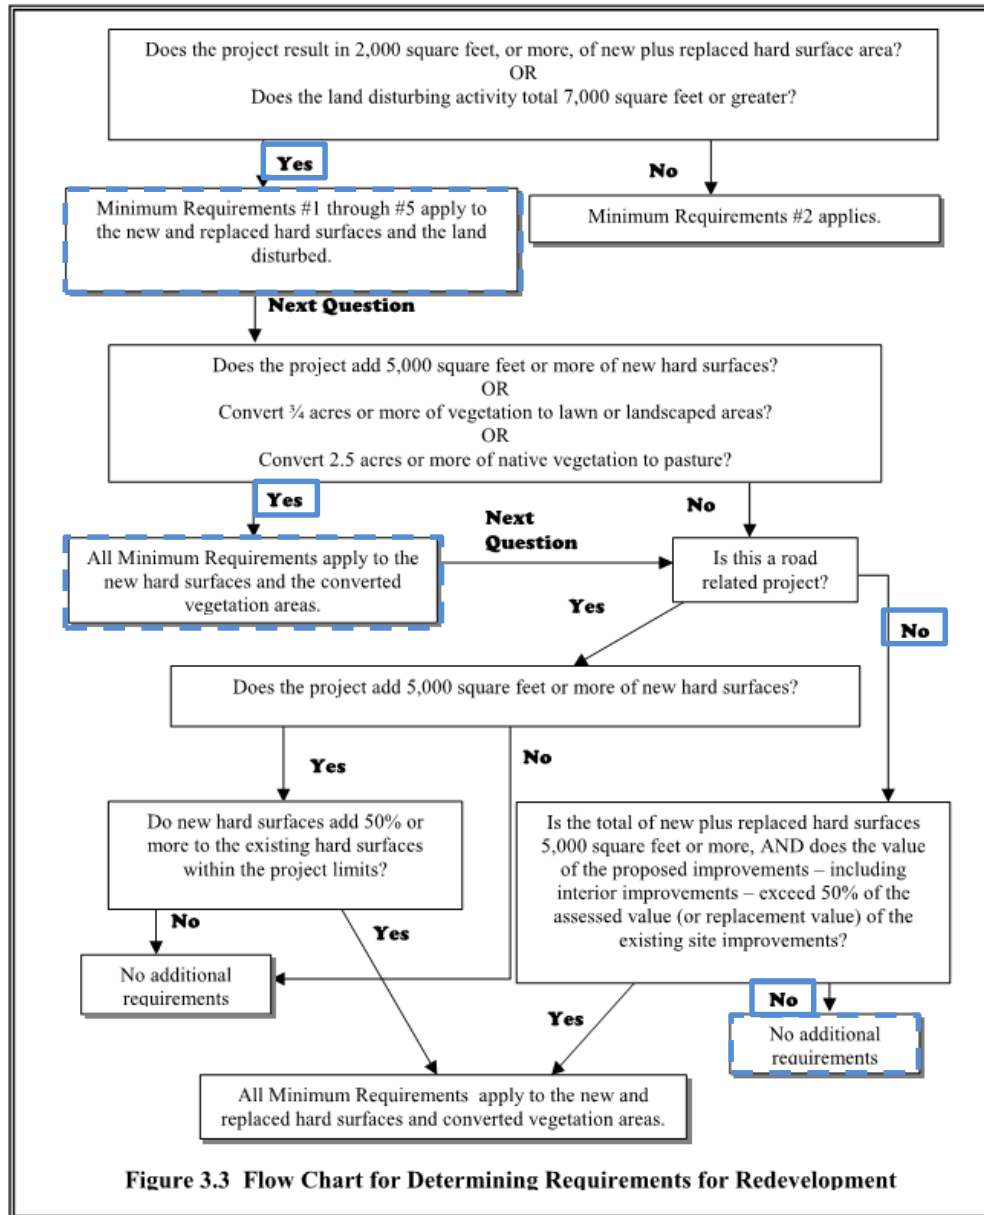 Does the project result in 2,000 square feet, or more, of new plus replaced hard surface area?
OR
Does the land disturbing activity total 7,000 square feet or greater?
Yes
No
Minimum Requirements #1 through #5 apply to
the new and replaced hard surfaces and the land
disturbed.
Minimum Requirements #2 applies.
Next Question
Does the project add 5,000 square feet or more of new hard surfaces?
OR
Convert ¾ acres or more of vegetation to lawn or landscaped areas?
OR
Convert 2.5 acres or more of native vegetation to pasture?
Yes
No
All Minimum Requirements apply to the
new hard surfaces and the converted
vegetation areas.
Next
Question
Is this a road
related project?
Yes
No
Does the project add 5,000 square feet or more of new hard surfaces?
Yes
No
Do new hard surfaces add 50% or
more to the existing hard surfaces
within the project limits?
Is the total of new plus replaced hard surfaces
5,000 square feet or more, AND does the value
of the proposed improvements – including
interior improvements – exceed 50% of the
assessed value (or replacement value) of the
existing site improvements?
No
Yes
No additional
requirements
Yes
No
No additional
requirements
All Minimum Requirements apply to the new and
replaced hard surfaces and converted vegetation areas.
Figure 3.3 Flow Chart for Determining Requirements for Redevelopment